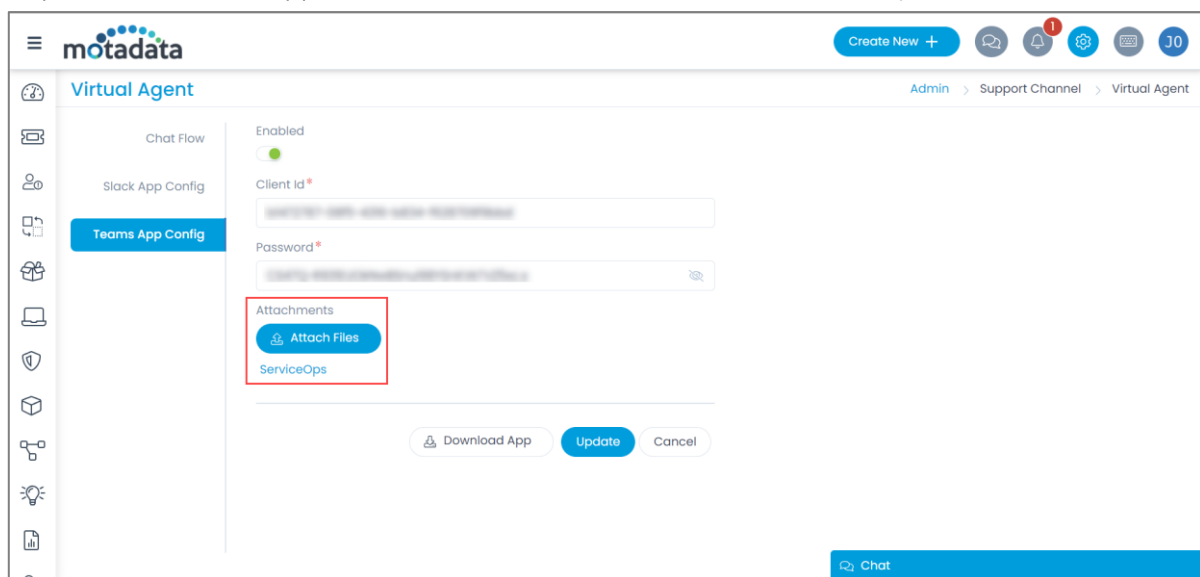 motadata
Create New +
1
JO
Virtual Agent
Admin > Support Channel > Virtual Agent
Chat Flow
Slack App Config
Teams App Config
Enabled
Client Id *
Password *
Attachments
Attach Files
ServiceOps
Download App
Update
Cancel
Chat